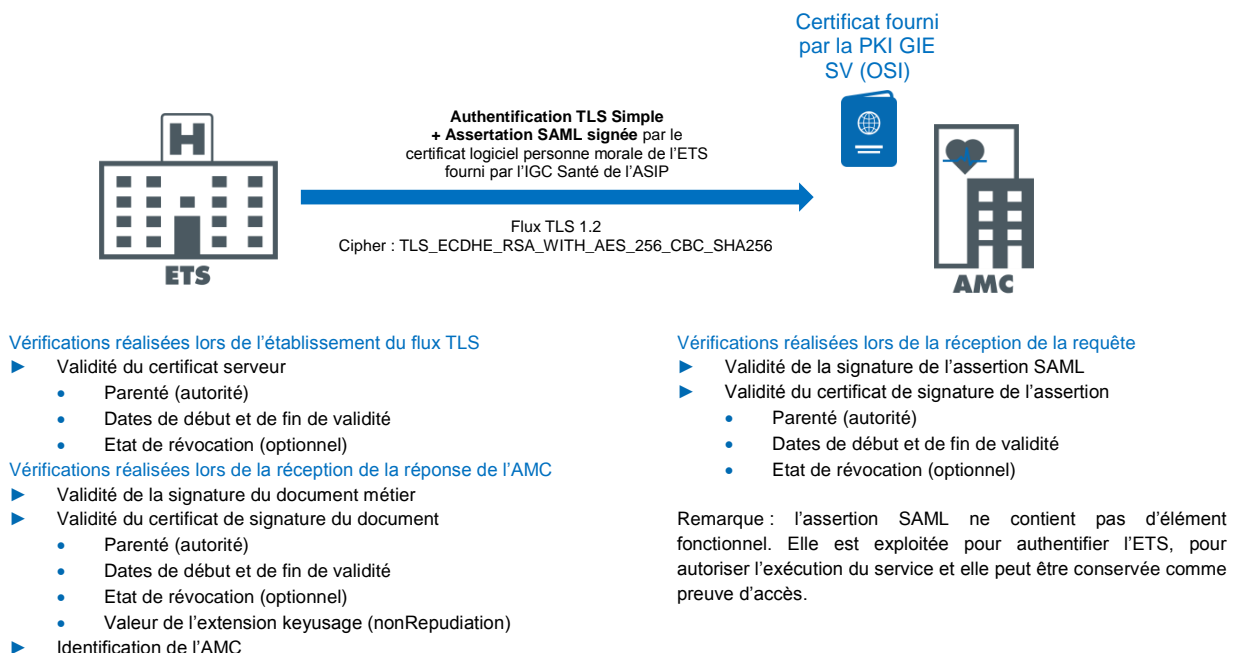 Certificat fourni
par la PKI GIE
SV (OSI)
H
Authentification TLS Simple
+ Assertation SAML signée par le
certificat logiciel personne morale de l'ETS
fourni par l'IGC Santé de l'ASIP
Flux TLS 1.2
Cipher : TLS_ECDHE_RSA_WITH_AES_256_CBC_SHA256
ETS
AMC
Vérifications réalisées lors de l'établissement du flux TLS
► Validité du certificat serveur
• Parenté (autorité)
• Dates de début et de fin de validité
• Etat de révocation (optionnel)
Vérifications réalisées lors de la réception de la réponse de l'AMC
► Validité de la signature du document métier
► Validité du certificat de signature du document
• Parenté (autorité)
• Dates de début et de fin de validité
• Etat de révocation (optionnel)
• Valeur de l'extension keyusage (nonRepudiation)
► Identification de l'AMC
Vérifications réalisées lors de la réception de la requête
► Validité de la signature de l'assertion SAML
► Validité du certificat de signature de l'assertion
• Parenté (autorité)
• Dates de début et de fin de validité
• Etat de révocation (optionnel)
Remarque : l'assertion SAML ne contient pas d'élément
fonctionnel. Elle est exploitée pour authentifier l'ETS, pour
autoriser l'exécution du service et elle peut être conservée comme
preuve d'accès.